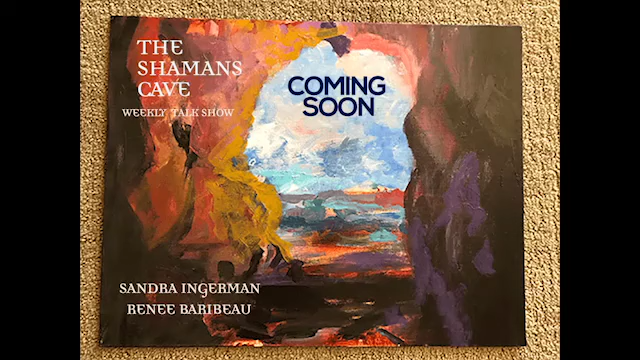 THE
SHAMANS
CAVE
WEEKLY TALK SHOW
COMING
SOON
SANDRA INGERMAN
RENEE BARIBEAU